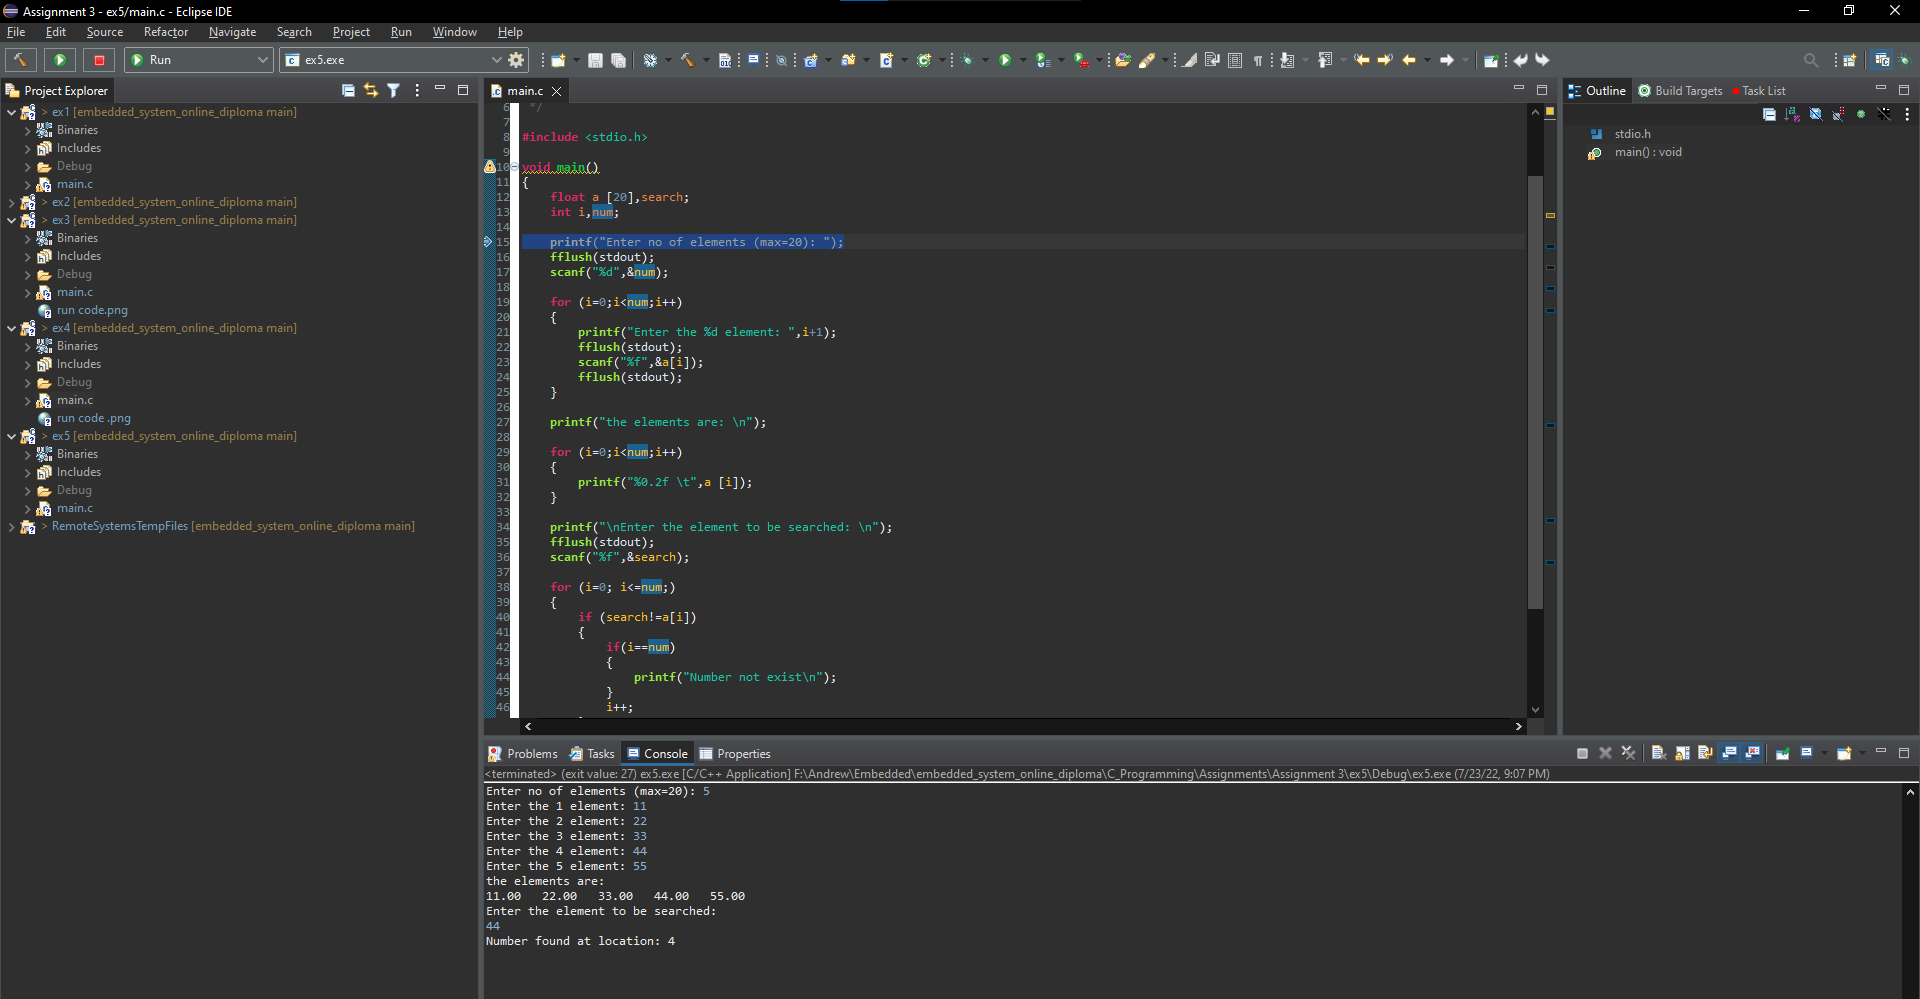 Assignment 3 - ex5/main.c - Eclipse IDE
File Edit Source Refactor Navigate Search Project Run Window Help
Run
ex5.exe
Project Explorer
> ex1 [embedded_system_online_diploma main]
Binaries
Includes
Debug
main.c
> ex2 [embedded_system_online_diploma main]
> ex3 [embedded_system_online_diploma main]
Binaries
Includes
Debug
main.c
run code.png
> ex4 [embedded_system_online_diploma main]
Binaries
Includes
Debug
main.c
run code .png
> ex5 [embedded_system_online_diploma main]
Binaries
Includes
Debug
main.c
> RemoteSystemsTempFiles [embedded_system_online_diploma main]
main.c
6 */
7
8 #include <stdio.h>
9
10 void main()
11 {
12 float a [20],search;
13 int i,num;
14
15 printf("Enter no of elements (max=20): ");
16 fflush(stdout);
17 scanf("%d",&num);
18
19 for (i=0;i<num;i++)
20 {
21 printf("Enter the %d element: ",i+1);
22 fflush(stdout);
23 scanf("%f",&a[i]);
24 fflush(stdout);
25 }
26
27 printf("the elements are: \n");
28
29 for (i=0;i<num;i++)
30 {
31 printf("%0.2f \t",a [i]);
32 }
33
34 printf("\nEnter the element to be searched: \n");
35 fflush(stdout);
36 scanf("%f",&search);
37
38 for (i=0; i<=num;)
39 {
40 if (search!=a[i])
41 {
42 if(i==num)
43 {
44 printf("Number not exist\n");
45 }
46 i++;
Outline Build Targets Task List
stdio.h
main() : void
Problems Tasks Console Properties
<terminated> (exit value: 27) ex5.exe [C/C++ Application] F:\Andrew\Embedded\embedded_system_online_diploma\C_Programming\Assignments\Assignment 3\ex5\Debug\ex5.exe (7/23/22, 9:07 PM)
Enter no of elements (max=20): 5
Enter the 1 element: 11
Enter the 2 element: 22
Enter the 3 element: 33
Enter the 4 element: 44
Enter the 5 element: 55
the elements are:
11.00 22.00 33.00 44.00 55.00
Enter the element to be searched:
44
Number found at location: 4